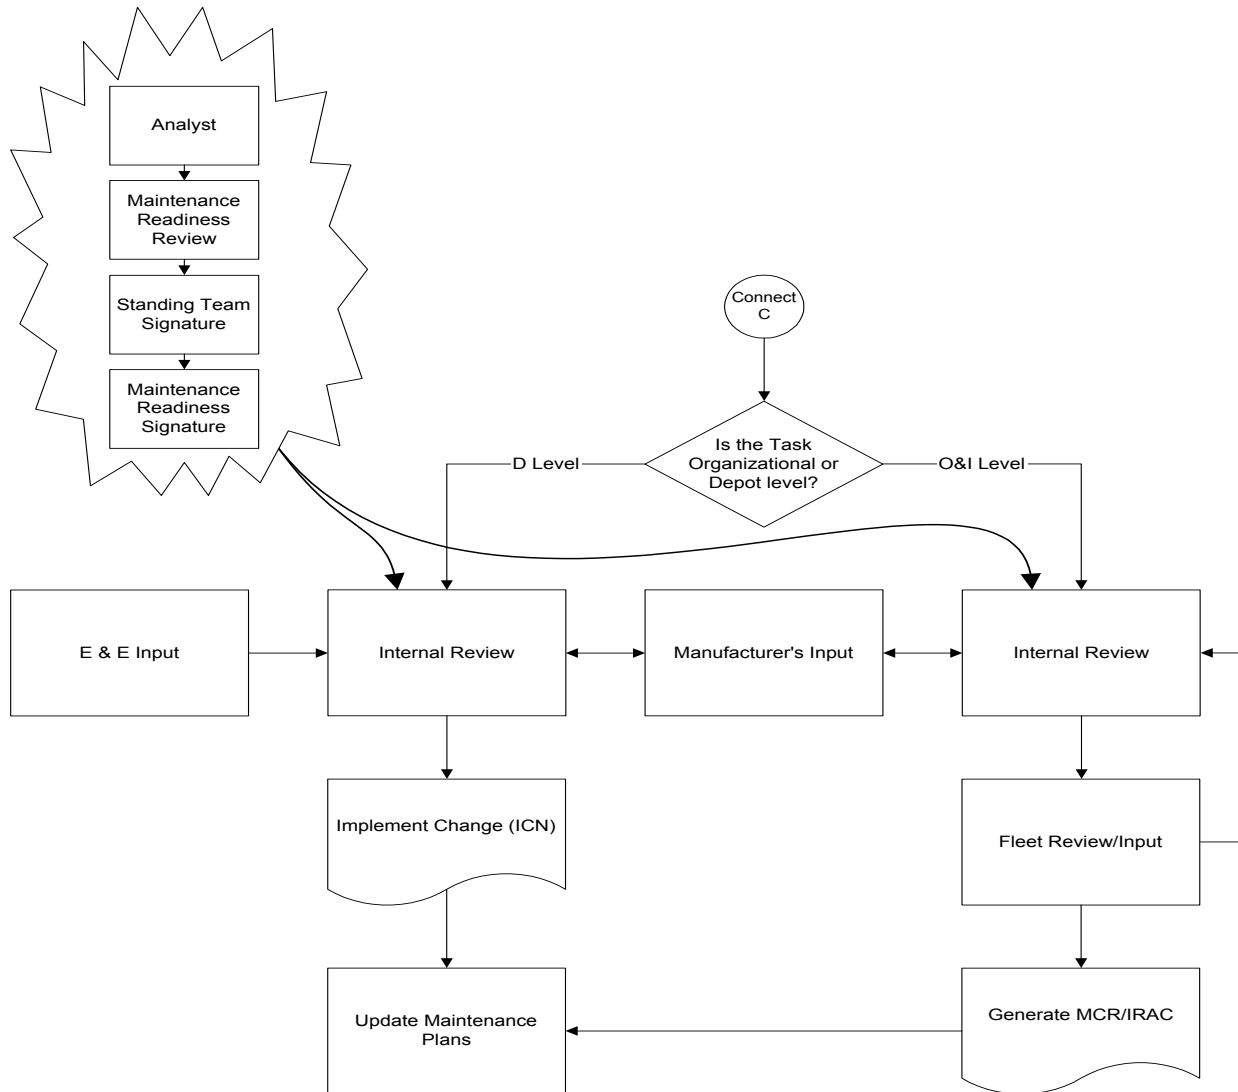 Analyst
Maintenance
Readiness
Review
Standing Team
Signature
Maintenance
Readiness
Signature
Connect
C
Is the Task
Organizational or
Depot level?
D Level
O&I Level
E & E Input
Internal Review
Manufacturer's Input
Internal Review
Implement Change (ICN)
Fleet Review/Input
Update Maintenance
Plans
Generate MCR/IRAC